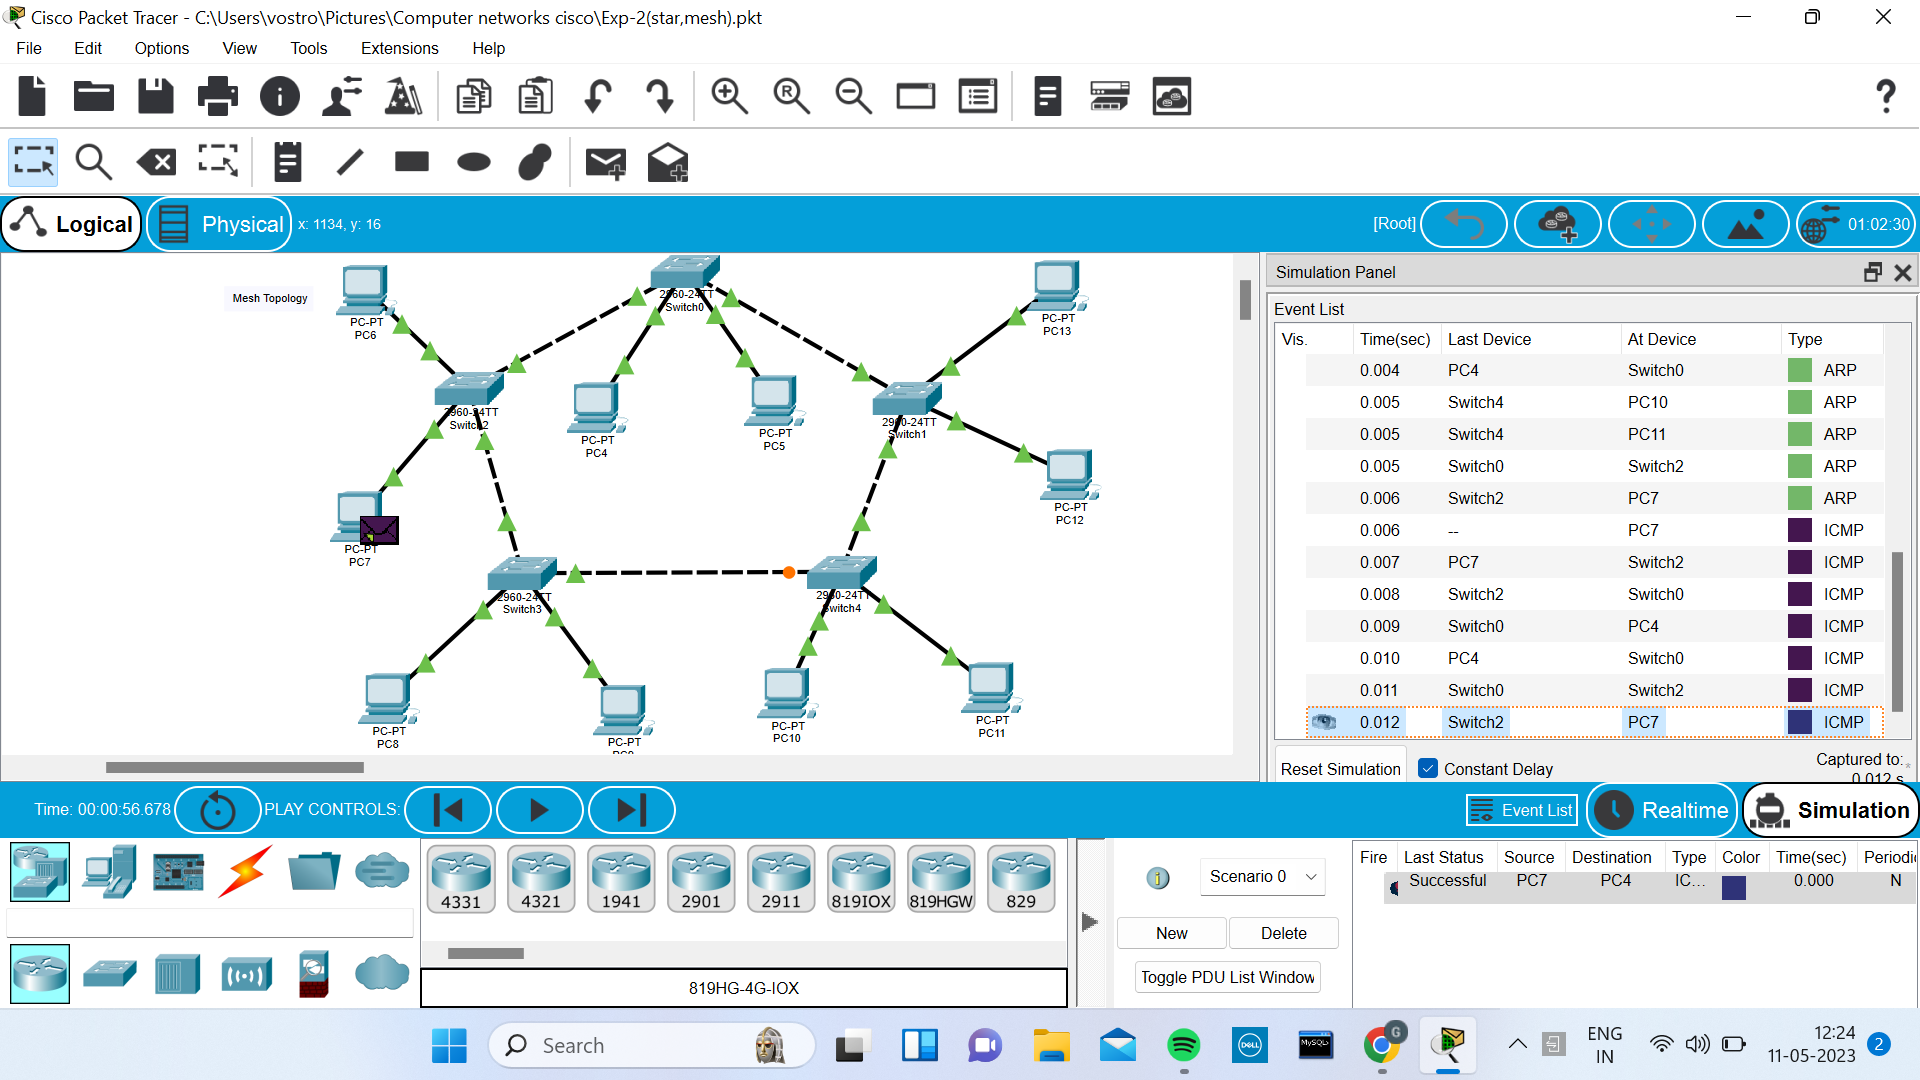 Cisco Packet Tracer - C:\Users\vostro\Pictures\Computer networks cisco\Exp-2(star,mesh).pkt
File Edit Options View Tools Extensions Help
Logical Physical x: 1134, y: 16 [Root] 01:02:30
Mesh Topology
PC-PT
PC6
2960-24TT
Switch0
PC-PT
PC13
2960-24TT
Switch2
PC-PT
PC4
PC-PT
PC5
2960-24TT
Switch1
PC-PT
PC12
PC-PT
PC7
2960-24TT
Switch3
2960-24TT
Switch4
PC-PT
PC8
PC-PT
PC-PT
PC10
PC-PT
PC11
Simulation Panel
Event List
Vis. Time(sec) Last Device At Device Type
0.004 PC4 Switch0 ARP
0.005 Switch4 PC10 ARP
0.005 Switch4 PC11 ARP
0.005 Switch0 Switch2 ARP
0.006 Switch2 PC7 ARP
0.006 -- PC7 ICMP
0.007 PC7 Switch2 ICMP
0.008 Switch2 Switch0 ICMP
0.009 Switch0 PC4 ICMP
0.010 PC4 Switch0 ICMP
0.011 Switch0 Switch2 ICMP
0.012 Switch2 PC7 ICMP
Reset Simulation Constant Delay Captured to:*
0.012 s
Time: 00:00:56.678 PLAY CONTROLS: Event List Realtime Simulation
4331 4321 1941 2901 2911 819IOX 819HGW 829
819HG-4G-IOX
Scenario 0
New Delete
Toggle PDU List Window
Fire Last Status Source Destination Type Color Time(sec) Periodic
Successful PC7 PC4 IC... 0.000 N
Search
DELL
MySQL
G
ENG
IN
12:24
11-05-2023
2